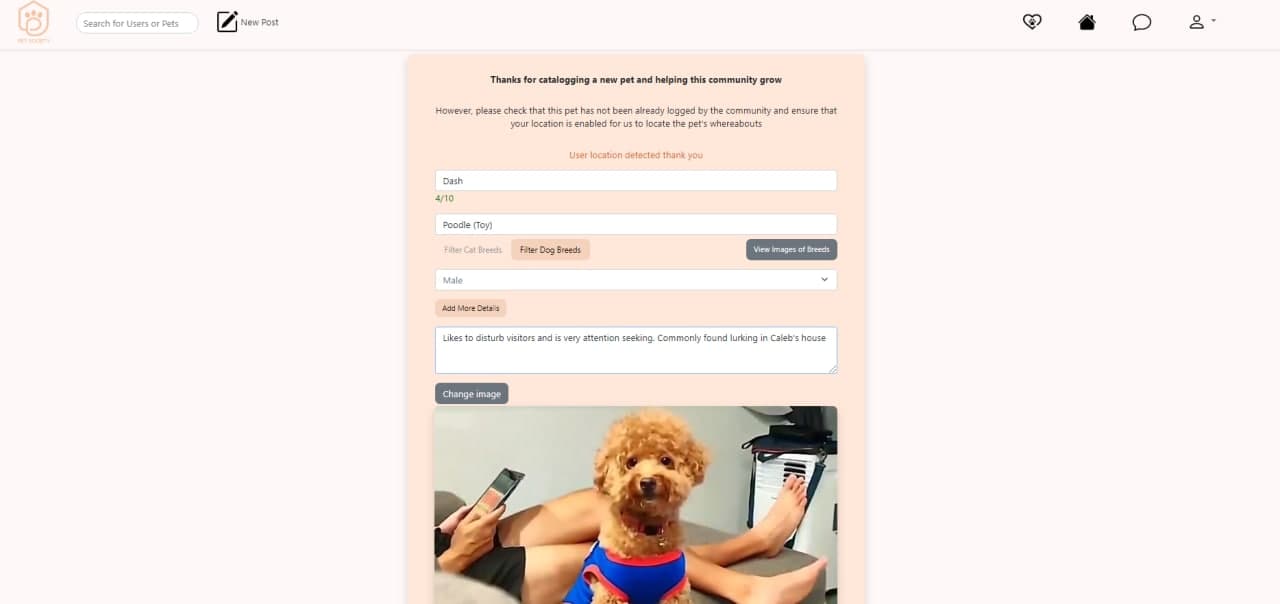 PET SOCIETY
Search for Users or Pets
New Post
Thanks for catalogging a new pet and helping this community grow
However, please check that this pet has not been already logged by the community and ensure that
your location is enabled for us to locate the pet's whereabouts
User location detected thank you
Dash
4/10
Poodle (Toy)
Filter Cat Breeds
Filter Dog Breeds
View Images of Breeds
Male
Add More Details
Likes to disturb visitors and is very attention seeking. Commonly found lurking in Caleb's house
Change image